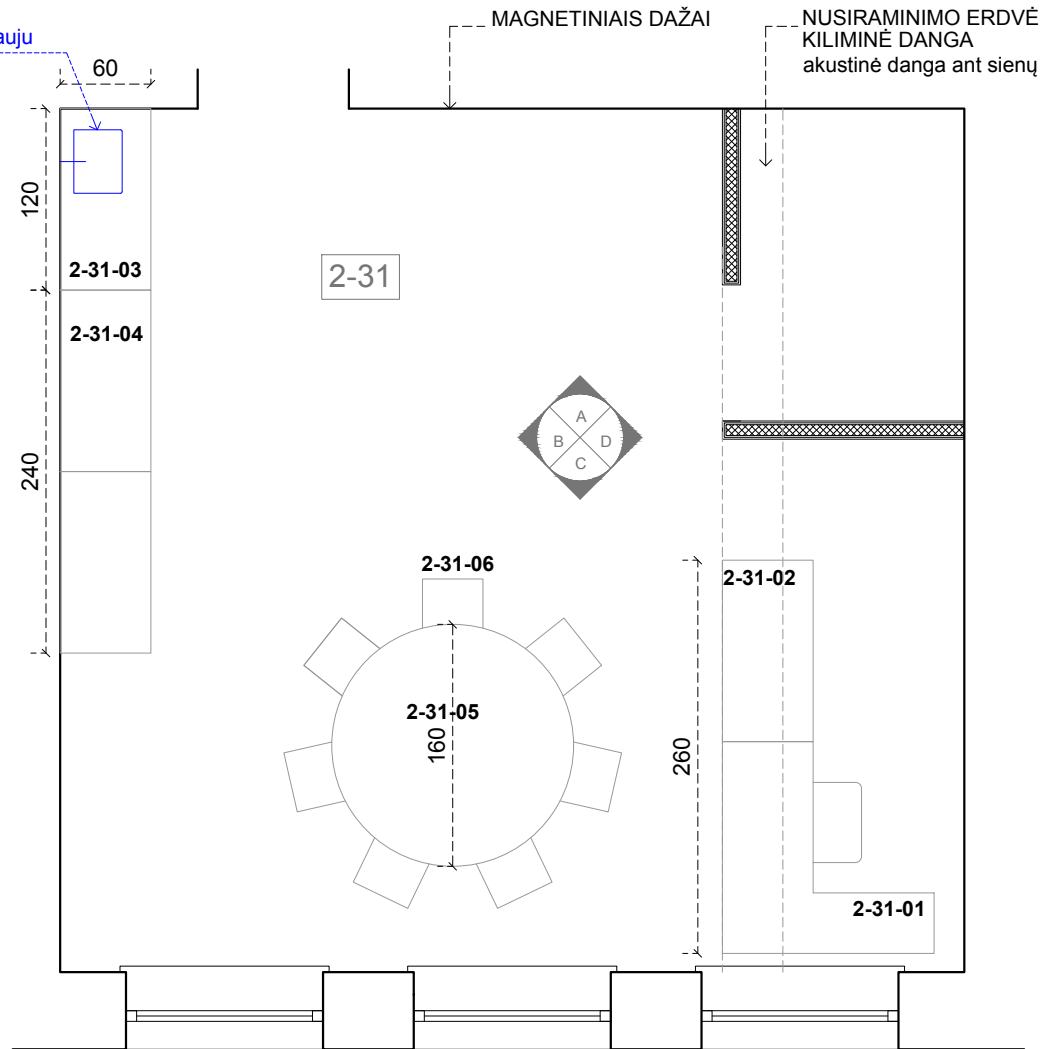 MAGNETINIAIS DAŽAI
NUSIRAMINIMO ERDVĖ
KILIMINĖ DANGA
akustinė danga ant sienų
60
120
2-31-03
2-31
2-31-04
A
B
D
C
240
2-31-06
2-31-02
2-31-05
160
260
2-31-01